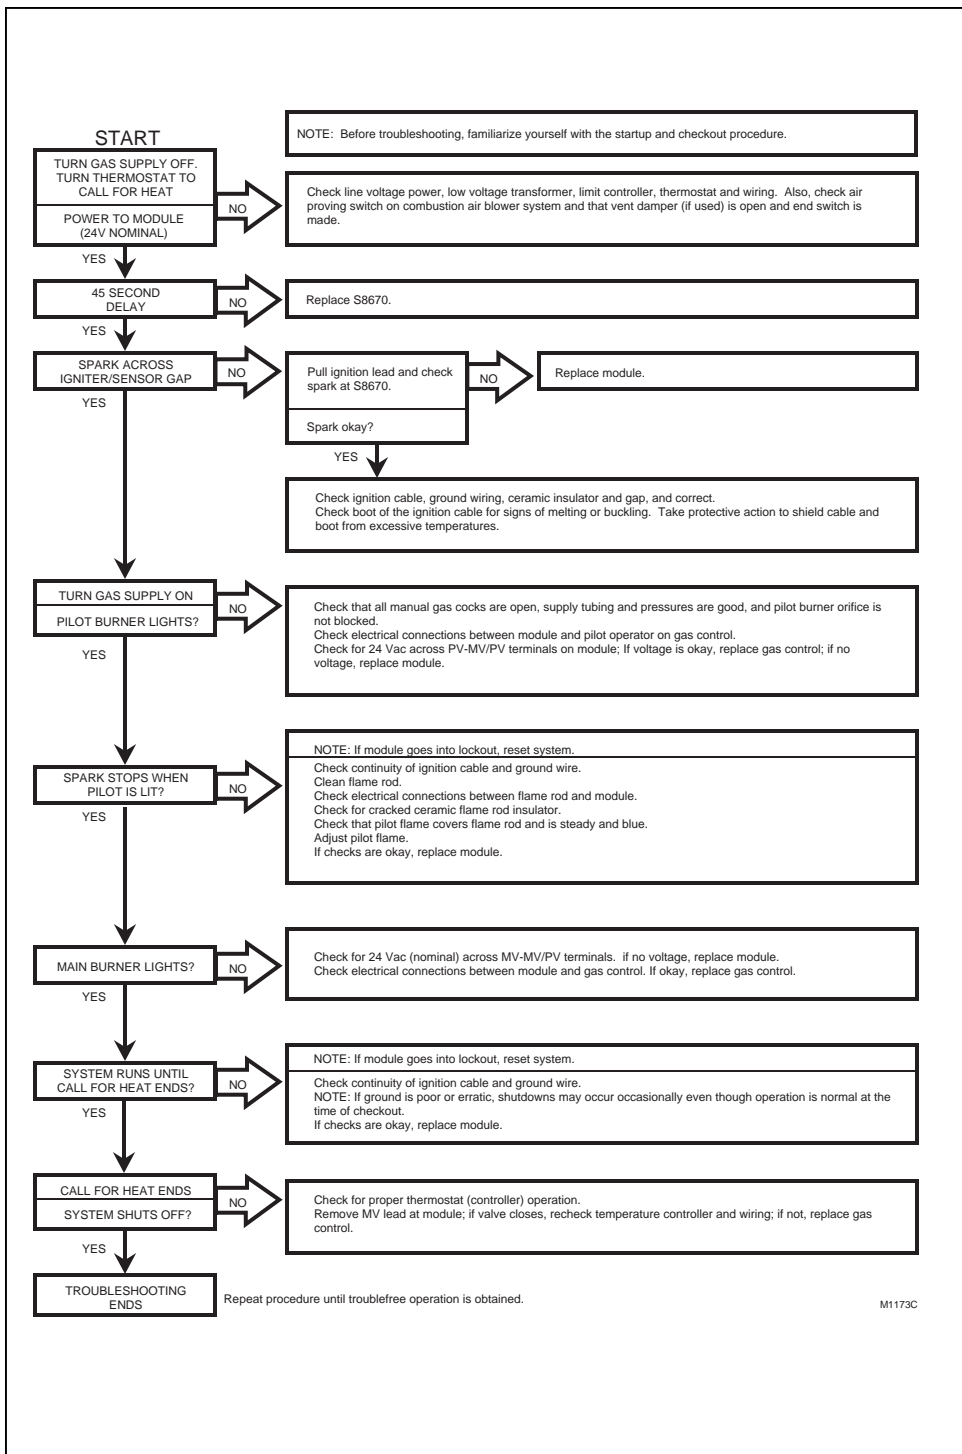 START
NOTE: Before troubleshooting, familiarize yourself with the startup and checkout procedure.
TURN GAS SUPPLY OFF.
TURN THERMOSTAT TO
CALL FOR HEAT
POWER TO MODULE
(24V NOMINAL)
NO
Check line voltage power, low voltage transformer, limit controller, thermostat and wiring. Also, check air
proving switch on combustion air blower system and that vent damper (if used) is open and end switch is
made.
YES
45 SECOND
DELAY
NO
Replace S8670.
YES
SPARK ACROSS
IGNITER/SENSOR GAP
NO
Pull ignition lead and check
spark at S8670.
Spark okay?
NO
Replace module.
YES
YES
Check ignition cable, ground wiring, ceramic insulator and gap, and correct.
Check boot of the ignition cable for signs of melting or buckling. Take protective action to shield cable and
boot from excessive temperatures.
TURN GAS SUPPLY ON
PILOT BURNER LIGHTS?
NO
Check that all manual gas cocks are open, supply tubing and pressures are good, and pilot burner orifice is
not blocked.
Check electrical connections between module and pilot operator on gas control.
Check for 24 Vac across PV-MV/PV terminals on module; If voltage is okay, replace gas control; if no
voltage, replace module.
YES
SPARK STOPS WHEN
PILOT IS LIT?
NO
NOTE: If module goes into lockout, reset system.
Check continuity of ignition cable and ground wire.
Clean flame rod.
Check electrical connections between flame rod and module.
Check for cracked ceramic flame rod insulator.
Check that pilot flame covers flame rod and is steady and blue.
Adjust pilot flame.
If checks are okay, replace module.
YES
MAIN BURNER LIGHTS?
NO
Check for 24 Vac (nominal) across MV-MV/PV terminals. if no voltage, replace module.
Check electrical connections between module and gas control. If okay, replace gas control.
YES
SYSTEM RUNS UNTIL
CALL FOR HEAT ENDS?
NO
NOTE: If module goes into lockout, reset system.
Check continuity of ignition cable and ground wire.
NOTE: If ground is poor or erratic, shutdowns may occur occasionally even though operation is normal at the
time of checkout.
If checks are okay, replace module.
YES
CALL FOR HEAT ENDS
SYSTEM SHUTS OFF?
NO
Check for proper thermostat (controller) operation.
Remove MV lead at module; if valve closes, recheck temperature controller and wiring; if not, replace gas
control.
YES
TROUBLESHOOTING
ENDS
Repeat procedure until troublefree operation is obtained.
M1173C